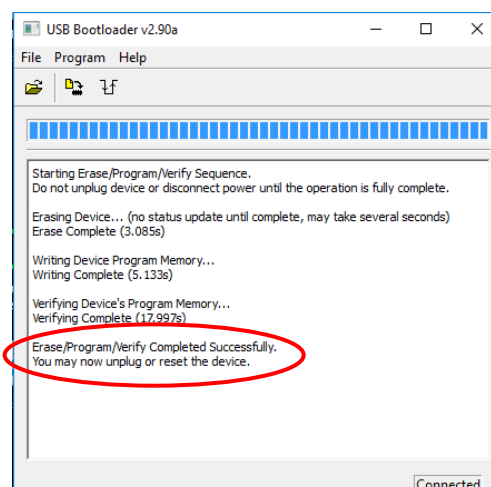 USB Bootloader v2.90a
File Program Help
Starting Erase/Program/Verify Sequence.
Do not unplug device or disconnect power until the operation is fully complete.
Erasing Device... (no status update until complete, may take several seconds)
Erase Complete (3.085s)
Writing Device Program Memory...
Writing Complete (5.133s)
Verifying Device's Program Memory...
Verifying Complete (17.997s)
Erase/Program/Verify Completed Successfully.
You may now unplug or reset the device.
Connected